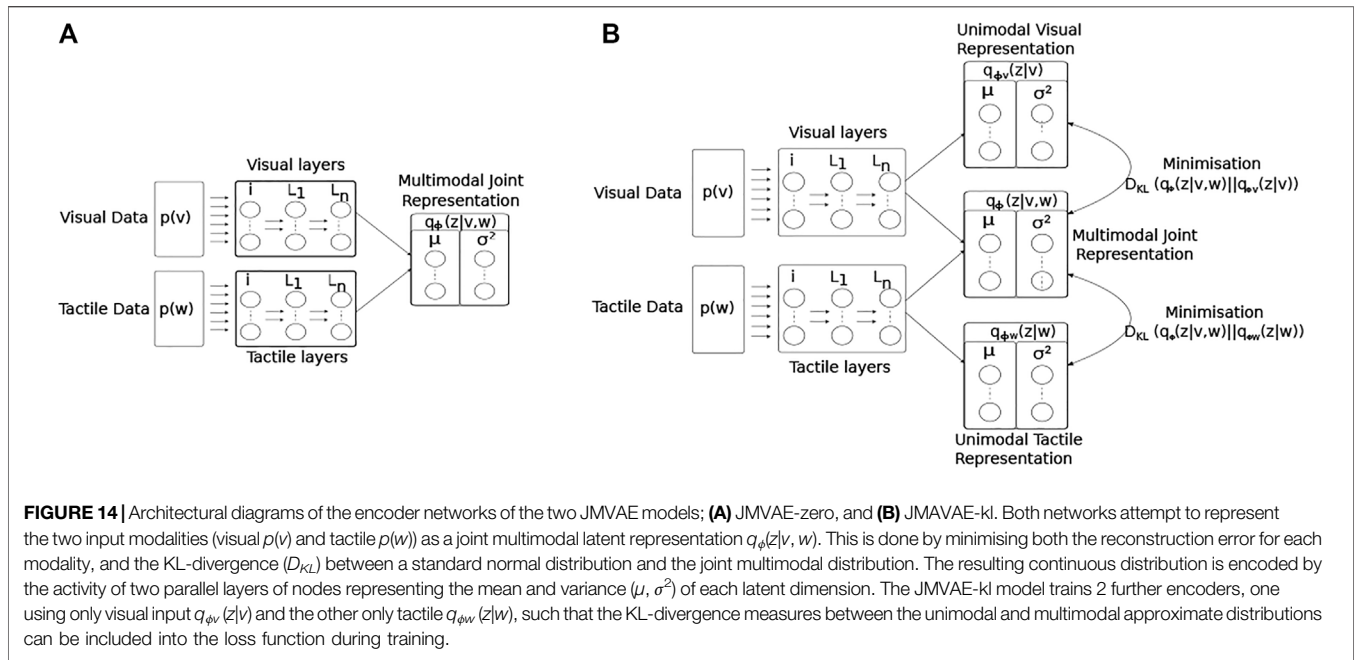 A
Visual layers
i L1 Ln
Visual Data p(v)
Multimodal Joint
Representation
qϕ(z|v,w)
μ σ²
Tactile Data p(w)
i L1 Ln
Tactile layers
B
Unimodal Visual
Representation
qϕv(z|v)
μ σ²
Visual layers
i L1 Ln
Visual Data p(v)
Minimisation
DKL (qϕ(z|v,w)||qϕv(z|v))
qϕ(z|v,w)
μ σ²
Multimodal Joint
Representation
Tactile Data p(w)
i L1 Ln
Tactile layers
Minimisation
DKL (qϕ(z|v,w)||qϕw(z|w))
qϕw(z|w)
μ σ²
Unimodal Tactile
Representation
FIGURE 14 | Architectural diagrams of the encoder networks of the two JMVAE models; (A) JMVAE-zero, and (B) JMAVAE-kl. Both networks attempt to represent
the two input modalities (visual p(v) and tactile p(w)) as a joint multimodal latent representation qϕ(z|v, w). This is done by minimising both the reconstruction error for each
modality, and the KL-divergence (DKL) between a standard normal distribution and the joint multimodal distribution. The resulting continuous distribution is encoded by
the activity of two parallel layers of nodes representing the mean and variance (μ, σ²) of each latent dimension. The JMVAE-kl model trains 2 further encoders, one
using only visual input qϕv (z|v) and the other only tactile qϕw (z|w), such that the KL-divergence measures between the unimodal and multimodal approximate distributions
can be included into the loss function during training.